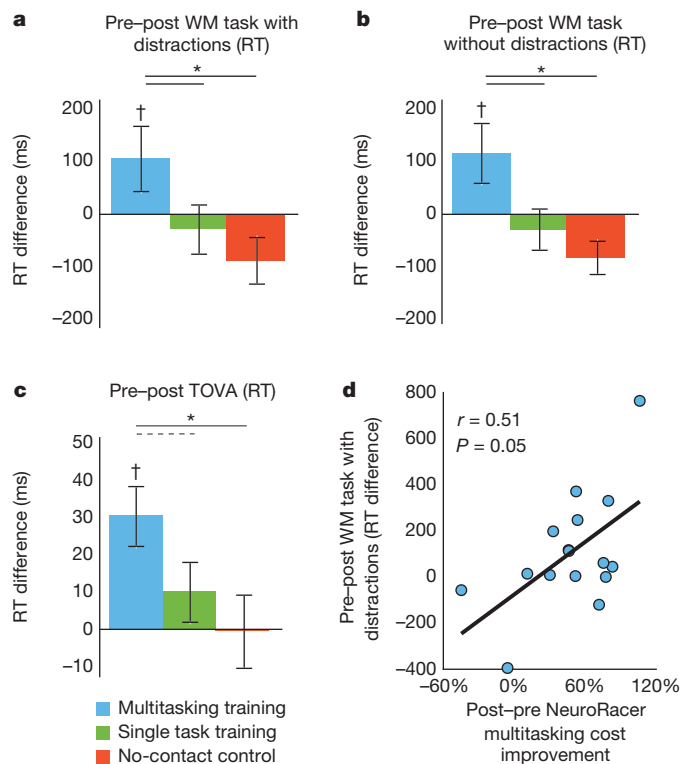 a
Pre–post WM task with
distractions (RT)
*
†
RT difference (ms)
200
100
0
–100
–200
b
Pre–post WM task
without distractions (RT)
*
†
RT difference (ms)
200
100
0
–100
–200
c
Pre–post TOVA (RT)
*
†
RT difference (ms)
50
40
30
20
10
0
–10
Multitasking training
Single task training
No-contact control
d
r = 0.51
P = 0.05
Pre–post WM task with
distractions (RT difference)
800
600
400
200
0
–200
–400
–60% 0% 60% 120%
Post–pre NeuroRacer
multitasking cost
improvement